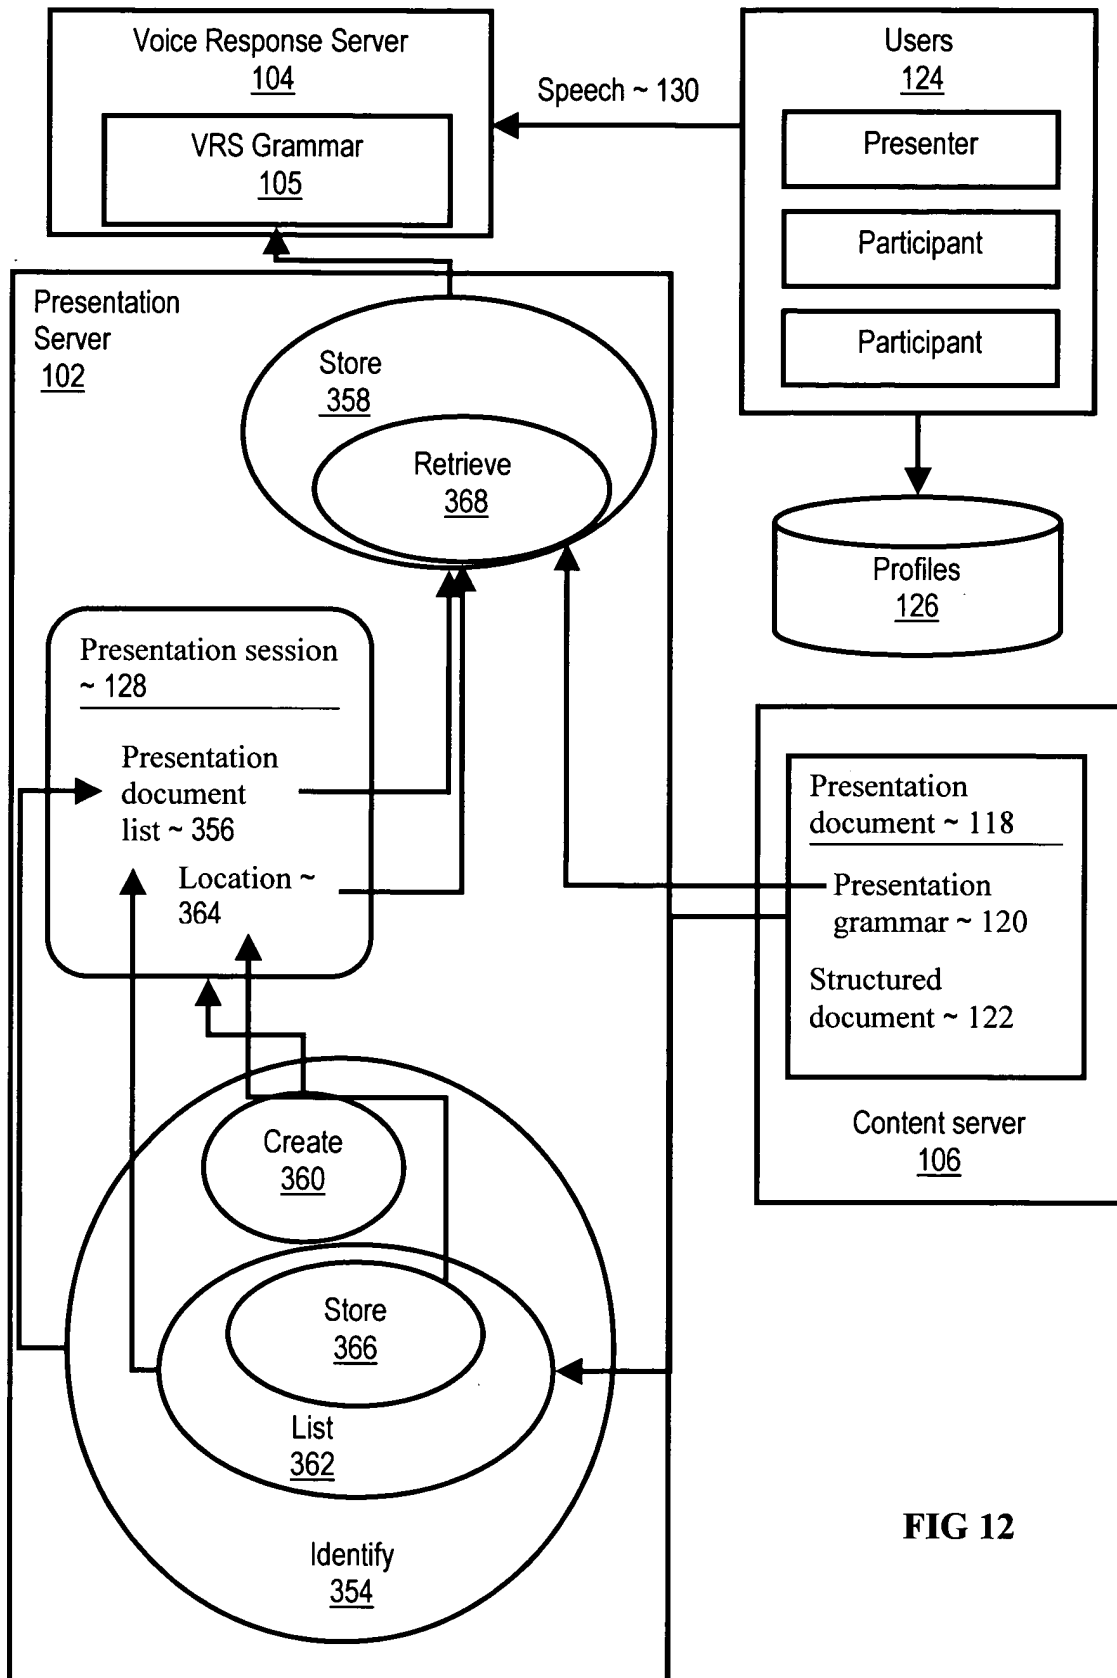 Voice Response Server
104
VRS Grammar
105
Speech ~ 130
Users
124
Presenter
Participant
Participant
Profiles
126
Presentation
Server
102
Store
358
Retrieve
368
Presentation session
~ 128
Presentation
document
list ~ 356
Location ~
364
Presentation
document ~ 118
Presentation
grammar ~ 120
Structured
document ~ 122
Content server
106
Create
360
Store
366
List
362
Identify
354
FIG 12